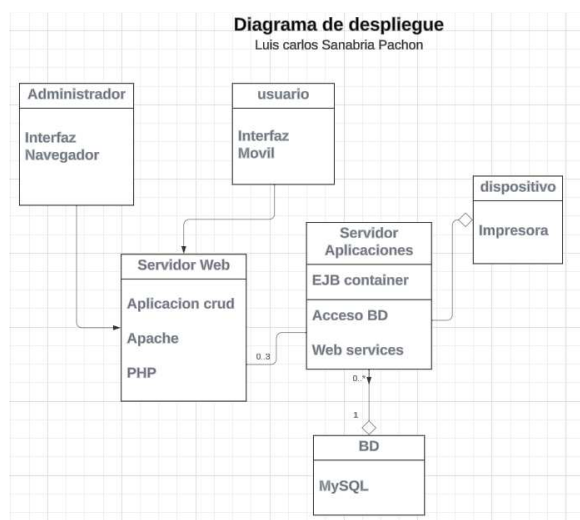 Diagrama de despliegue
Luis carlos Sanabria Pachon
Administrador
Interfaz
Navegador
usuario
Interfaz
Movil
dispositivo
Impresora
Servidor
Aplicaciones
EJB container
Acceso BD
Web services
Servidor Web
Aplicacion crud
Apache
PHP
0..3
0..*
1
BD
MySQL